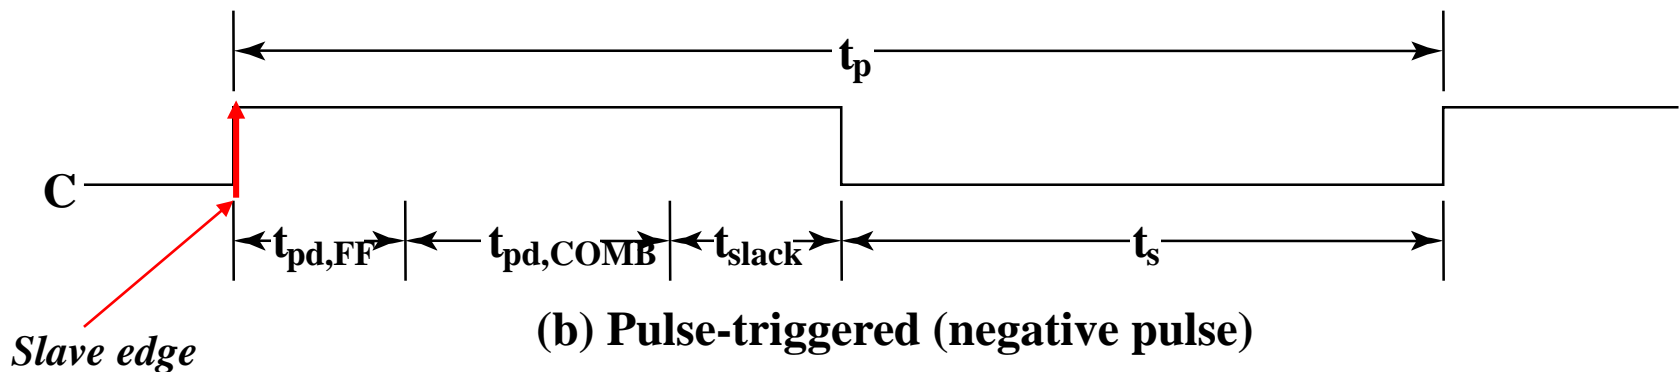 tp
C
tpd,FF tpd,COMB tslack ts
(b) Pulse-triggered (negative pulse)
Slave edge